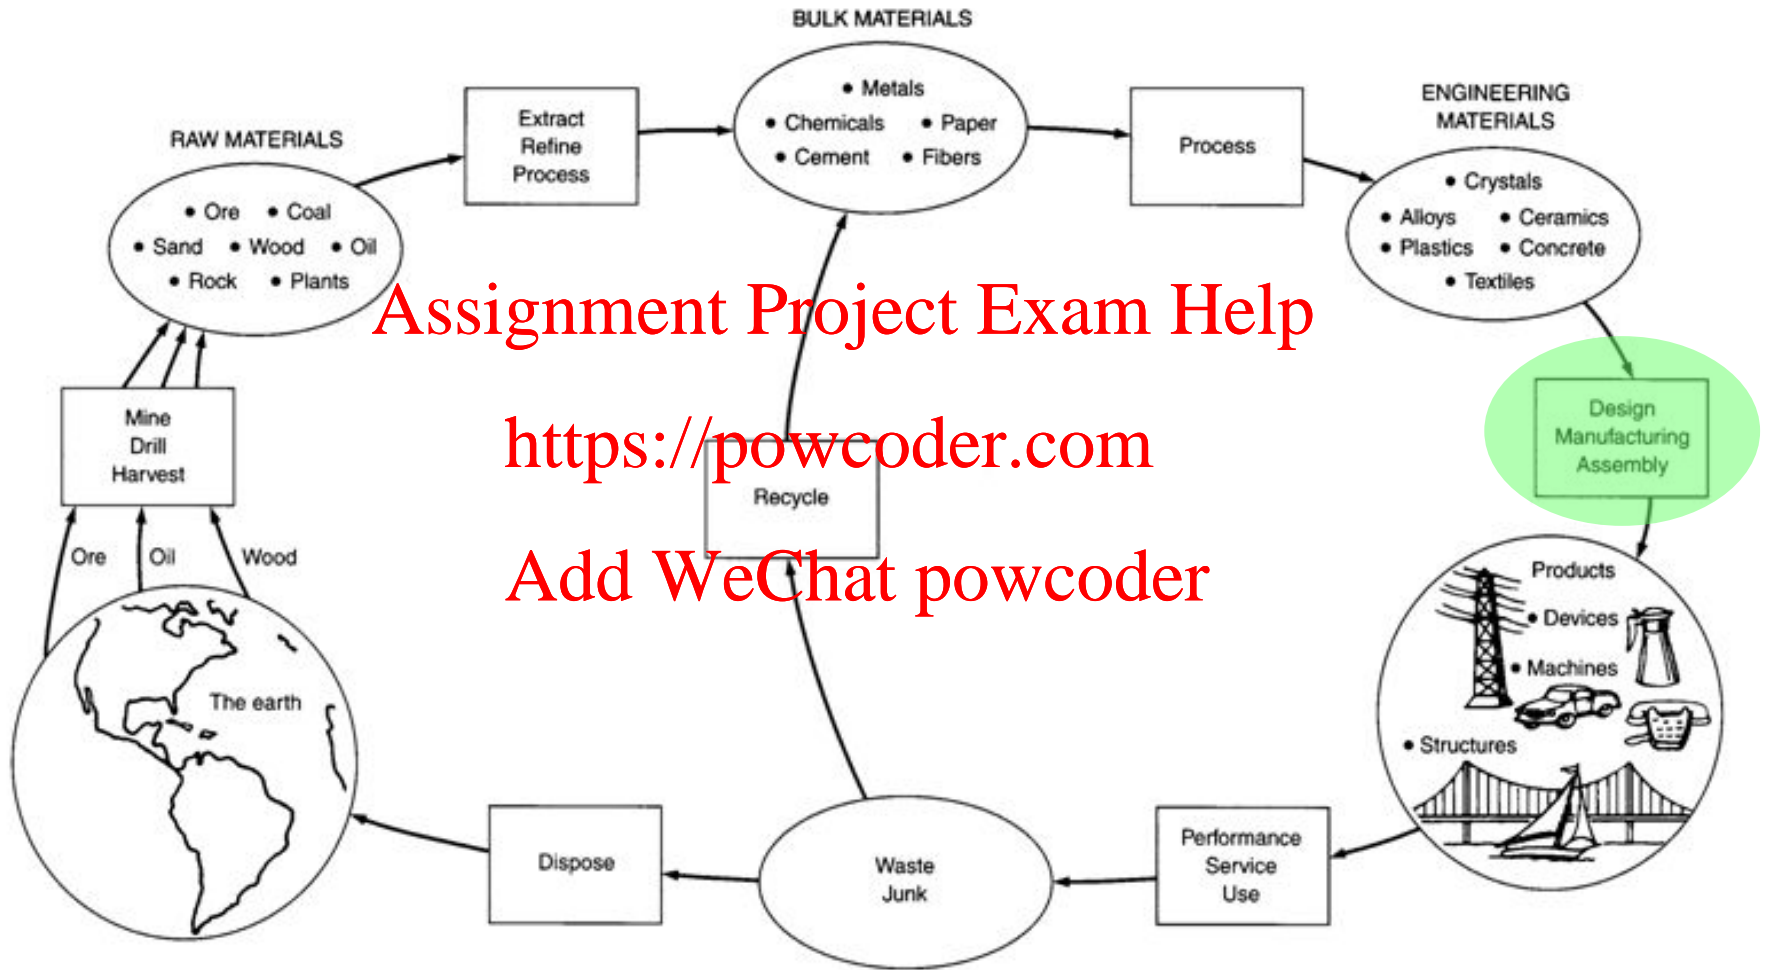 BULK MATERIALS
• Metals
• Chemicals • Paper
• Cement • Fibers
Extract
Refine
Process
Process
ENGINEERING
MATERIALS
• Crystals
• Alloys • Ceramics
• Plastics • Concrete
• Textiles
RAW MATERIALS
• Ore • Coal
• Sand • Wood • Oil
• Rock • Plants
Assignment Project Exam Help
Mine
Drill
Harvest
Design
Manufacturing
Assembly
https://powcoder.com
Recycle
Ore Oil Wood
Add WeChat powcoder
The earth
Products
• Devices
• Machines
• Structures
Dispose
Waste
Junk
Performance
Service
Use